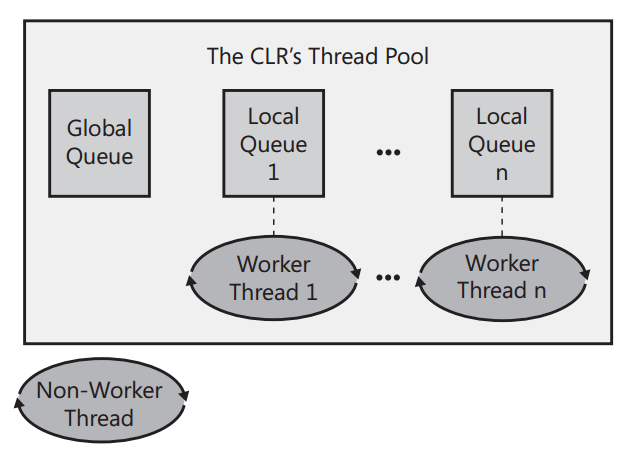 The CLR's Thread Pool
Global
Queue
Local
Queue
1
•••
Local
Queue
n
Worker
Thread 1
•••
Worker
Thread n
Non-Worker
Thread